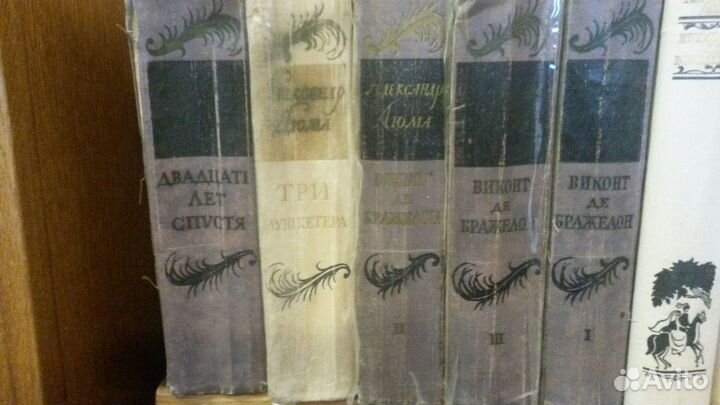 ДВАДЦАТЬ
ЛЕТ
СПУСТЯ
Александр
Дюма
ТРИ
МУШКЕТЕРА
Александр
Дюма
ВИКОНТ
ДЕ
БРАЖЕЛОН
II
ВИКОНТ
ДЕ
БРАЖЕЛОН
III
ВИКОНТ
ДЕ
БРАЖЕЛОН
I
Avito